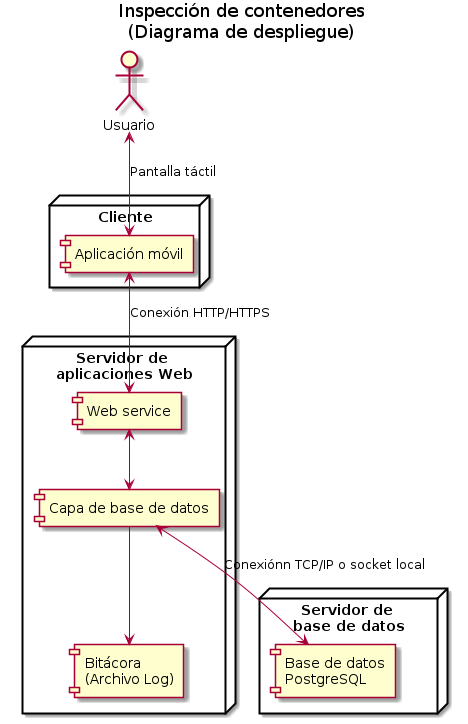 Inspección de contenedores
(Diagrama de despliegue)
Usuario
Pantalla táctil
Cliente
Aplicación móvil
Conexión HTTP/HTTPS
Servidor de
aplicaciones Web
Web service
Capa de base de datos
Conexiónn TCP/IP o socket local
Servidor de
base de datos
Bitácora
(Archivo Log)
Base de datos
PostgreSQL